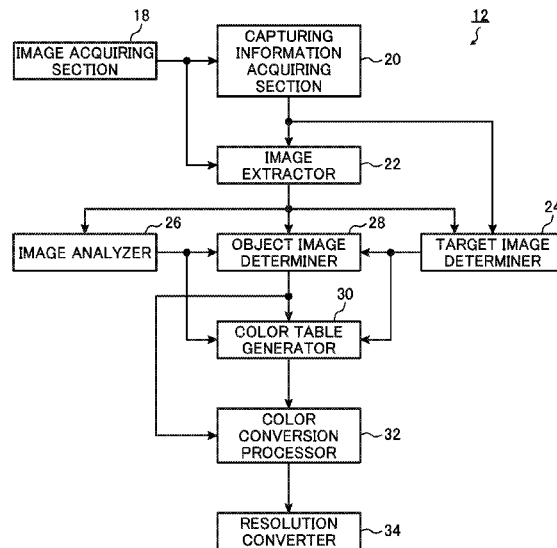 18
12
IMAGE ACQUIRING
SECTION
CAPTURING
INFORMATION
ACQUIRING
SECTION
20
IMAGE
EXTRACTOR
22
26
28
24
IMAGE ANALYZER
OBJECT IMAGE
DETERMINER
TARGET IMAGE
DETERMINER
30
COLOR TABLE
GENERATOR
COLOR
CONVERSION
PROCESSOR
32
RESOLUTION
CONVERTER
34